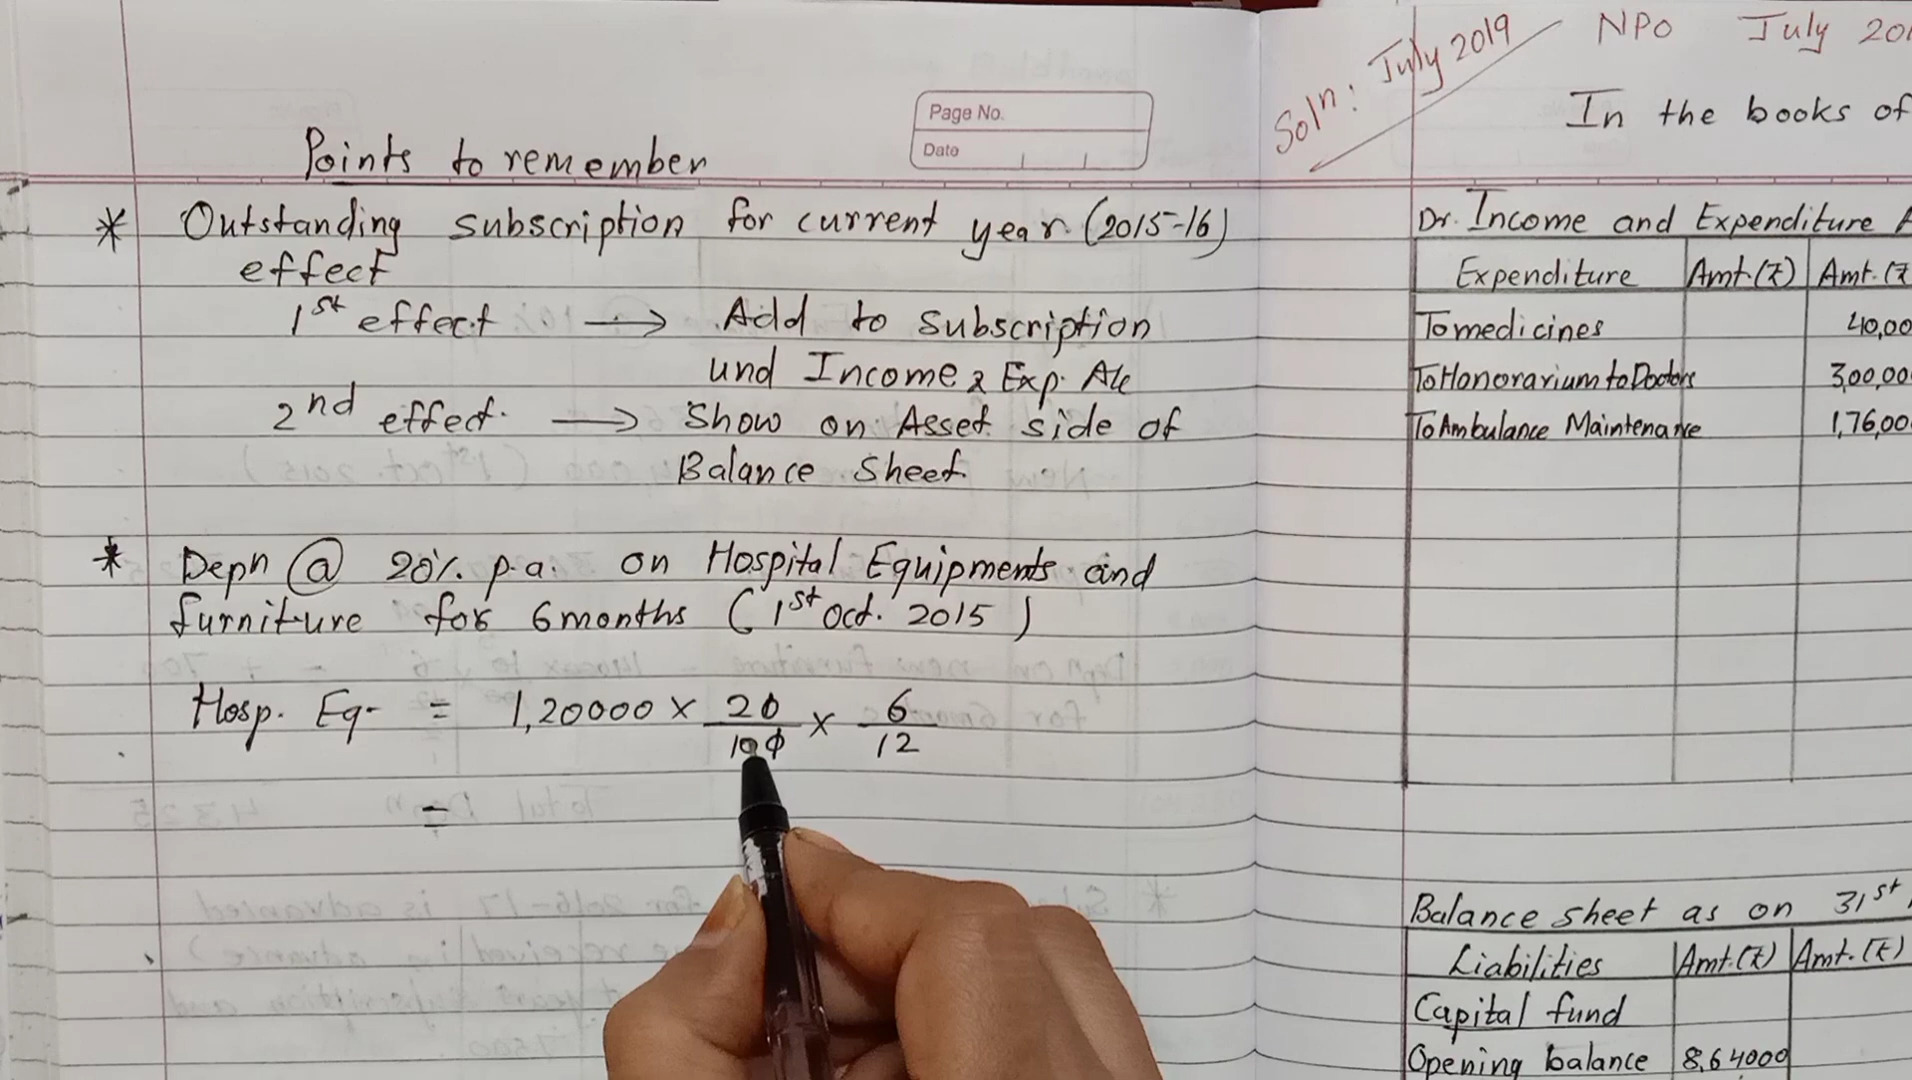 Page No.
Date
Points to remember
* Outstanding subscription for current year (2015-16)
effect
1st effect → Add to subscription
und Income & Exp. A/c
2nd effect. → Show on Asset side of
Balance Sheet.
* Depn @ 20% p.a. on Hospital Equipments and
furniture for 6 months (1st Oct. 2015)
Hosp. Eq. = 1,20000 × 20/100 × 6/12
=
Soln: July 2019
NPO July 201
In the books of
Dr. Income and Expenditure A
Expenditure Amt.(₹) Amt.(₹
To medicines 40,00
To Honorarium to Doctors 3,00,00
To Ambulance Maintenance 1,76,00
Balance sheet as on 31st
Liabilities Amt.(₹) Amt.(₹)
Capital fund
Opening balance 8,64000